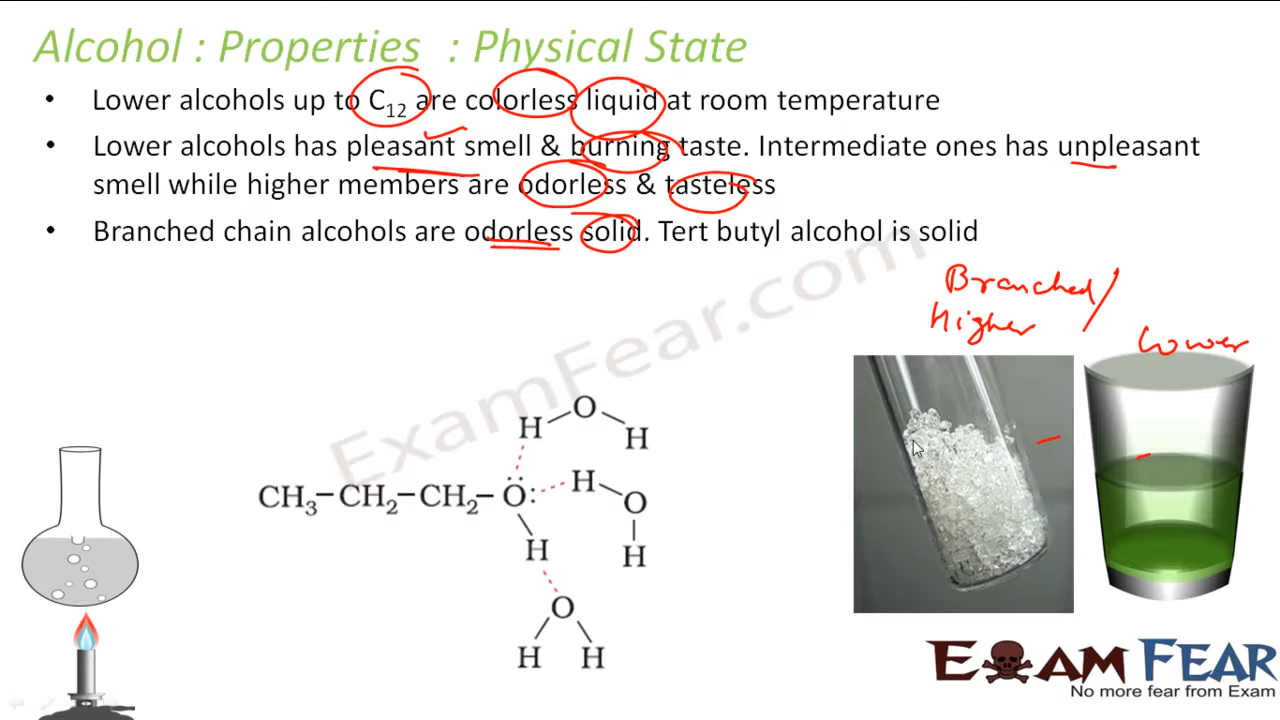 Alcohol : Properties : Physical State
• Lower alcohols up to C₁₂ are colorless liquid at room temperature
• Lower alcohols has pleasant smell & burning taste. Intermediate ones has unpleasant
smell while higher members are odorless & tasteless
• Branched chain alcohols are odorless solid. Tert butyl alcohol is solid
Branched/
Higher
Lower
ExamFear.com
H–O–H
CH₃–CH₂–CH₂–Ö:
H
H
O
H
O
H H
EXAM FEAR
No more fear from Exam